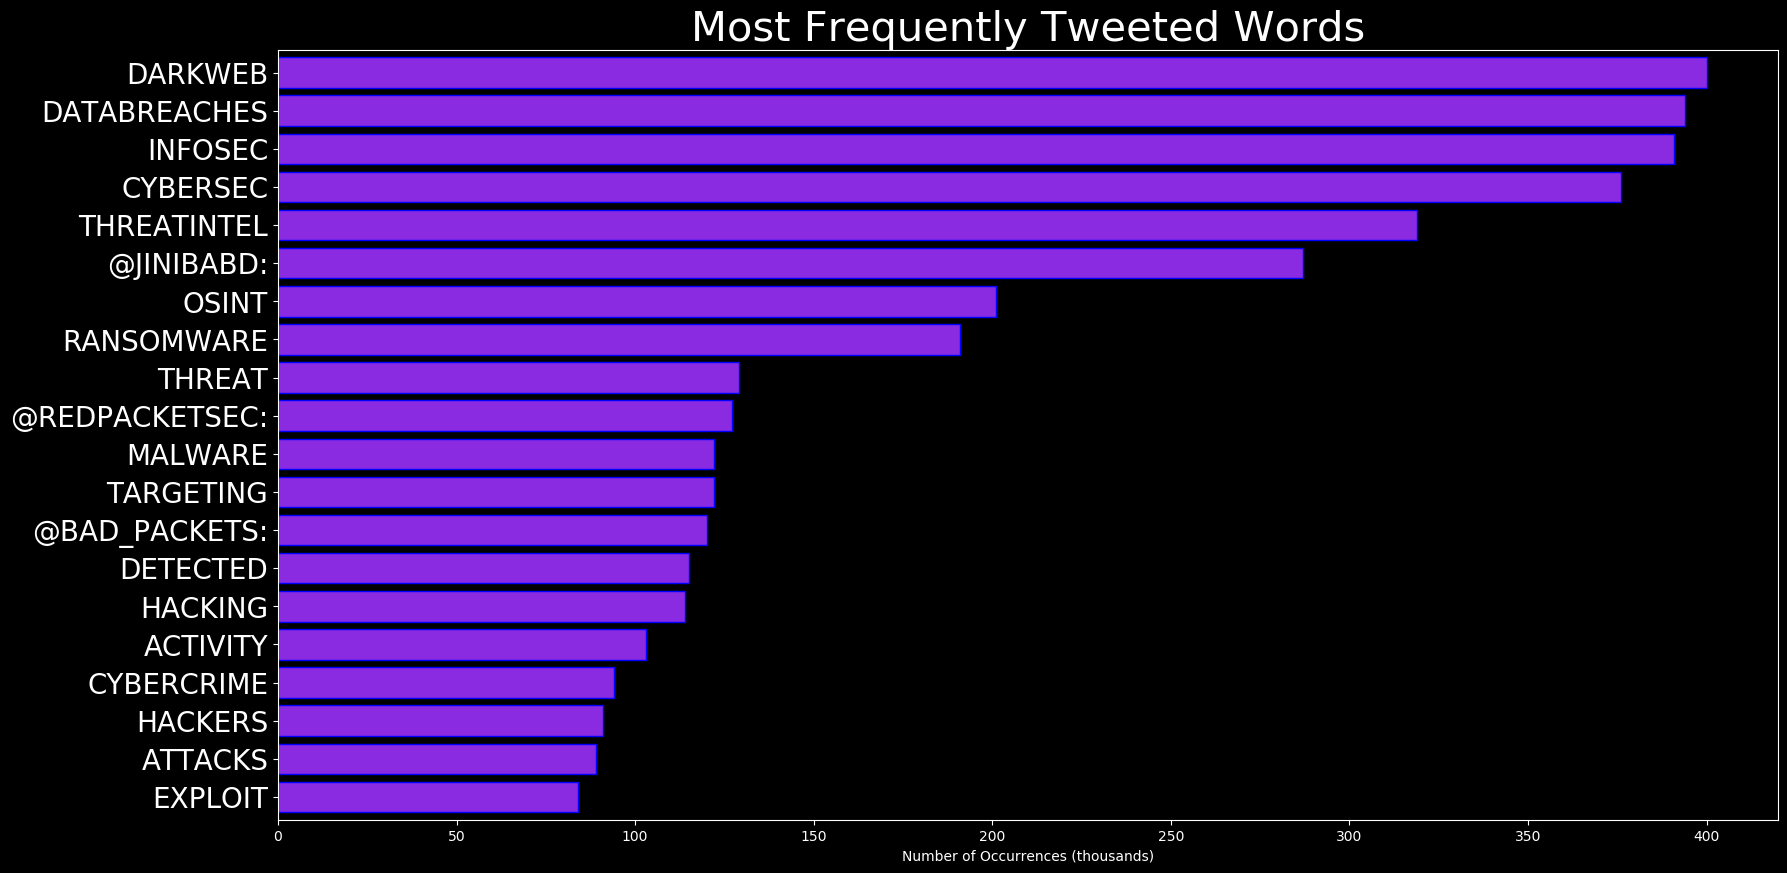 Most Frequently Tweeted Words
DARKWEB
DATABREACHES
INFOSEC
CYBERSEC
THREATINTEL
@JINIBABD:
OSINT
RANSOMWARE
THREAT
@REDPACKETSEC:
MALWARE
TARGETING
@BAD_PACKETS:
DETECTED
HACKING
ACTIVITY
CYBERCRIME
HACKERS
ATTACKS
EXPLOIT
0 50 100 150 200 250 300 350 400
Number of Occurrences (thousands)